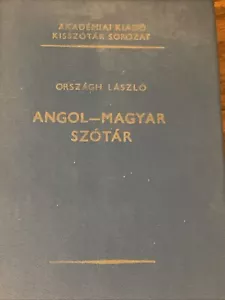 AKADÉMIAI KIADÓ
KISSZÓTÁR SOROZAT
ORSZÁGH LÁSZLÓ
ANGOL—MAGYAR
SZÓTÁR